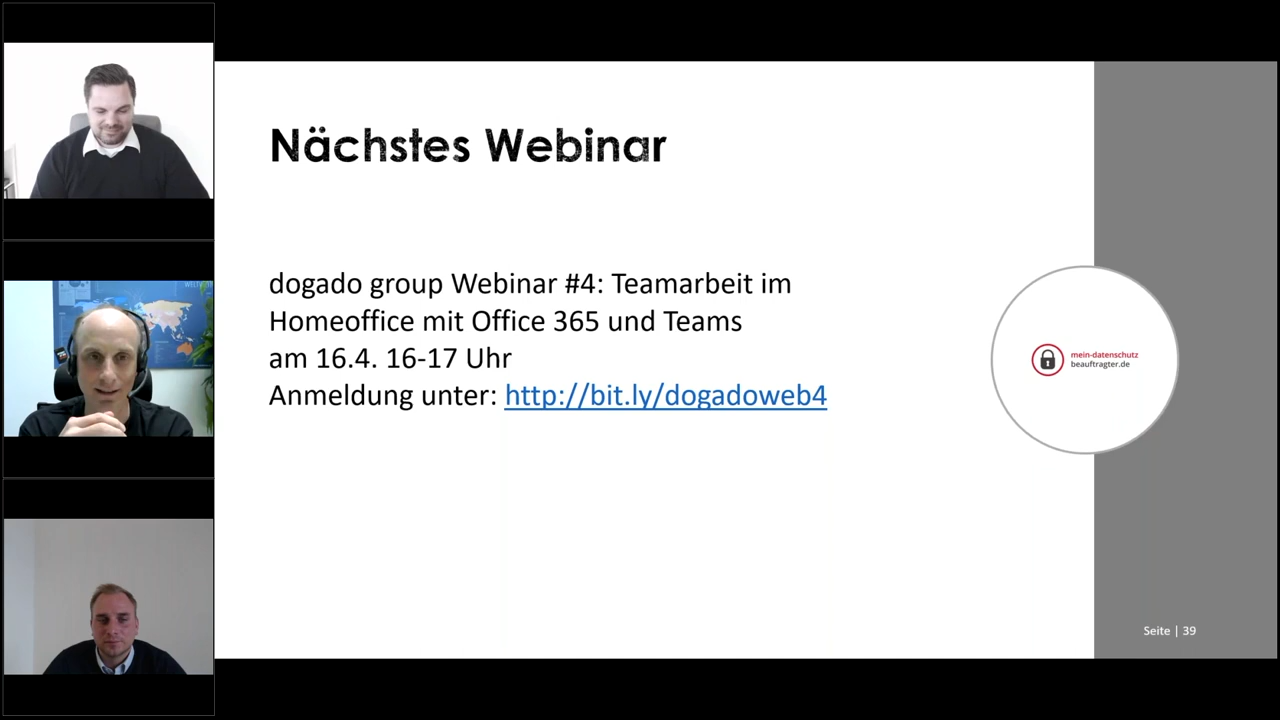 Nächstes Webinar
dogado group Webinar #4: Teamarbeit im
Homeoffice mit Office 365 und Teams
am 16.4. 16-17 Uhr
Anmeldung unter: http://bit.ly/dogadoweb4
mein-datenschutz
beauftragter.de
Seite | 39